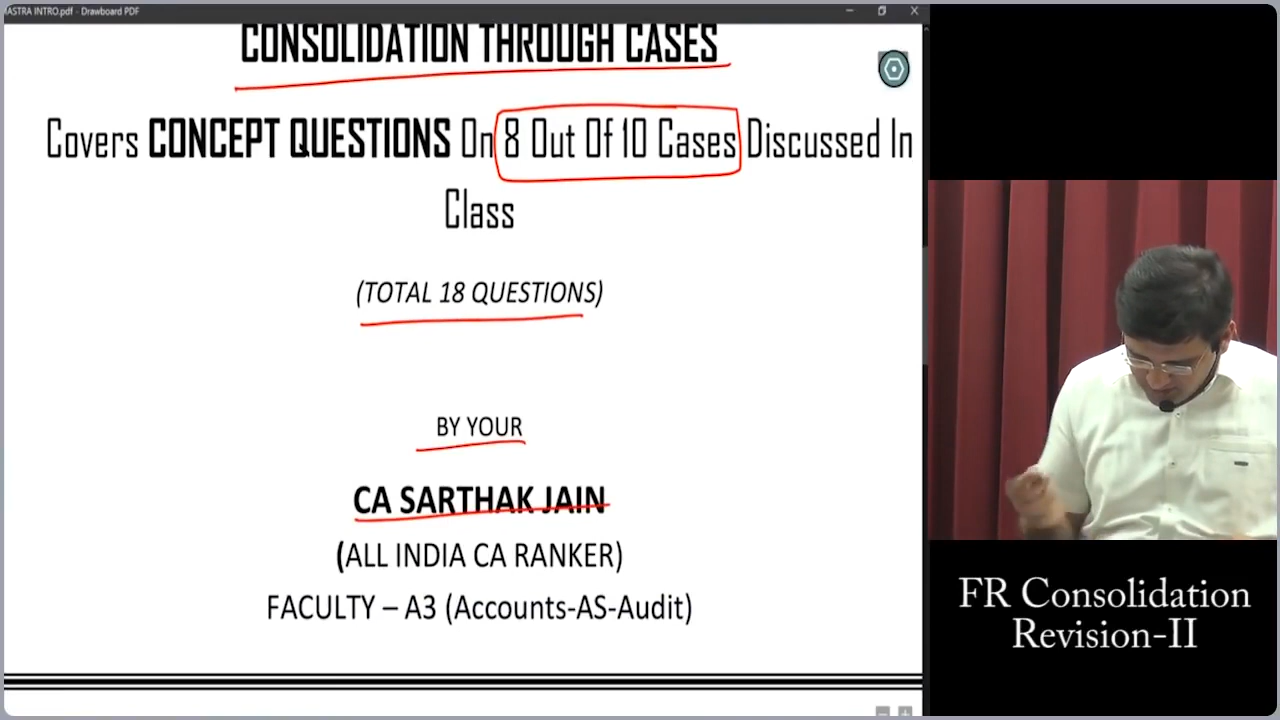 ASTRA INTRO.pdf - Drawboard PDF
CONSOLIDATION THROUGH CASES
Covers CONCEPT QUESTIONS On 8 Out Of 10 Cases Discussed In
Class
(TOTAL 18 QUESTIONS)
BY YOUR
CA SARTHAK JAIN
(ALL INDIA CA RANKER)
FACULTY – A3 (Accounts-AS-Audit)
FR Consolidation
Revision-II